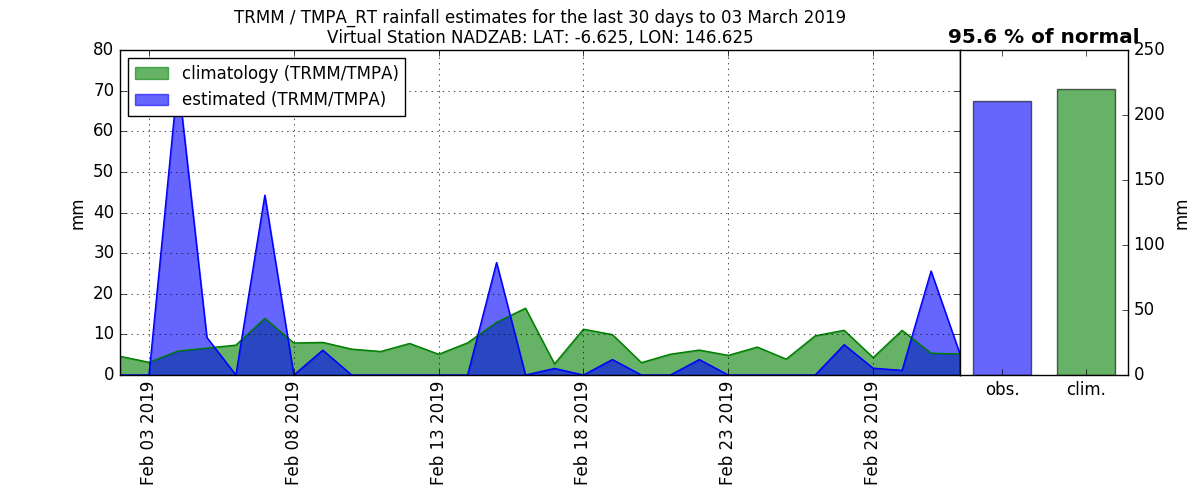 TRMM / TMPA_RT rainfall estimates for the last 30 days to 03 March 2019
Virtual Station NADZAB: LAT: -6.625, LON: 146.625
95.6 % of normal
climatology (TRMM/TMPA)
estimated (TRMM/TMPA)
80
70
60
50
40
30
20
10
0
mm
Feb 03 2019
Feb 08 2019
Feb 13 2019
Feb 18 2019
Feb 23 2019
Feb 28 2019
250
200
150
100
50
0
mm
obs.
clim.